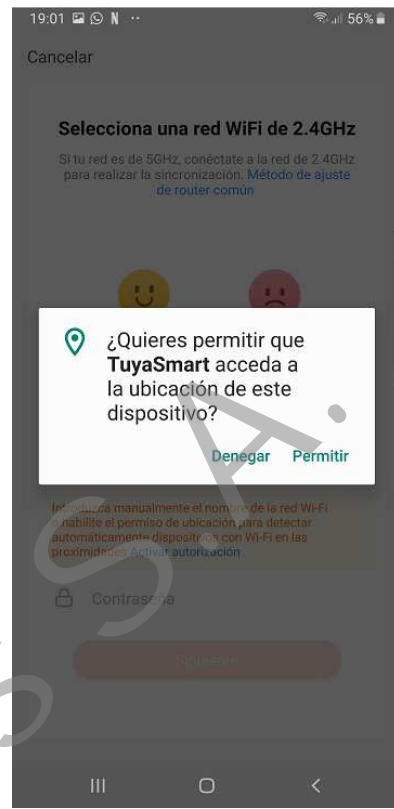 19:01 N ··
56%
Cancelar
Selecciona una red WiFi de 2.4GHz
Si tu red es de 5GHz, conéctate a la red de 2.4GHz
para realizar la sincronización. Método de ajuste
de router común
¿Quieres permitir que
TuyaSmart acceda a
la ubicación de este
dispositivo?
Denegar Permitir
Introduzca manualmente el nombre de la red Wi-Fi
o habilite el permiso de ubicación para detectar
automáticamente dispositivos con Wi-Fi en las
proximidades Activar autorización
Contraseña
Siguiente
S . A .